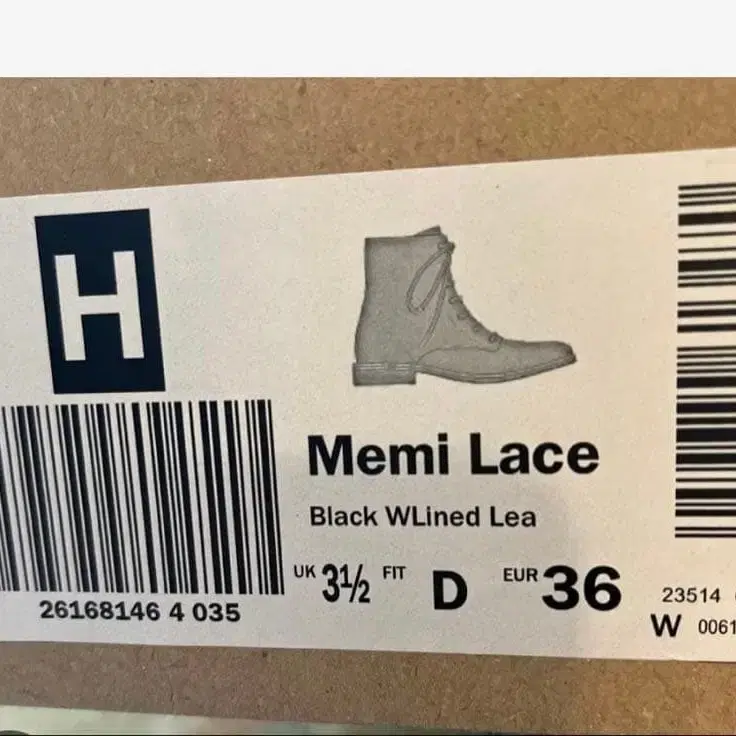 H
Memi Lace
Black WLined Lea
UK 3½ FIT D EUR 36
26168146 4 035
23514
W 0061